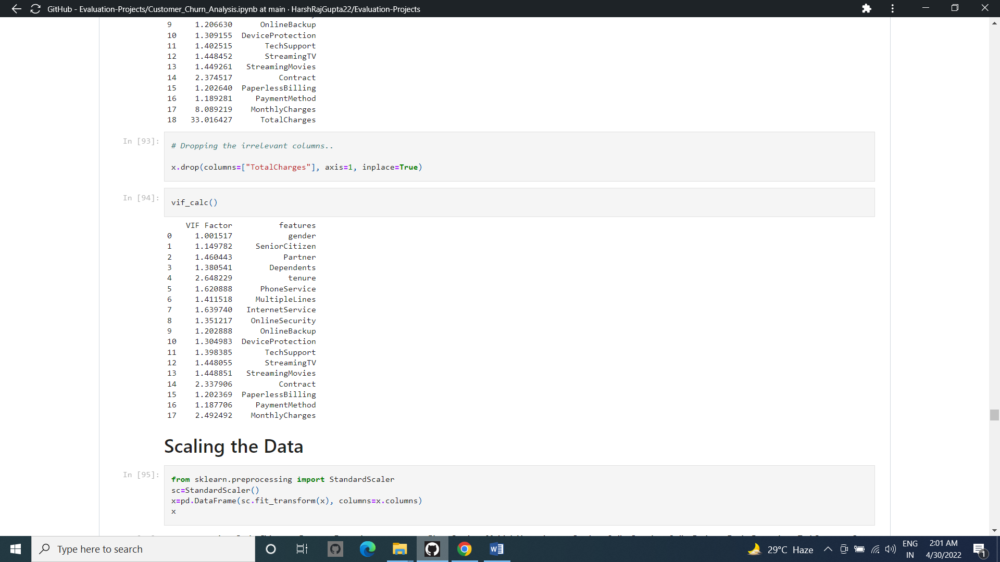 GitHub - Evaluation-Projects/Customer_Churn_Analysis.ipynb at main · HarshRajGupta22/Evaluation-Projects
9 1.206630 OnlineBackup
10 1.309155 DeviceProtection
11 1.402515 TechSupport
12 1.448452 StreamingTV
13 1.449261 StreamingMovies
14 2.374517 Contract
15 1.202640 PaperlessBilling
16 1.189281 PaymentMethod
17 8.089219 MonthlyCharges
18 33.016427 TotalCharges
In [93]:
# Dropping the irrelevant columns..
x.drop(columns=["TotalCharges"], axis=1, inplace=True)
In [94]:
vif_calc()
VIF Factor features
0 1.001517 gender
1 1.149782 SeniorCitizen
2 1.460443 Partner
3 1.380541 Dependents
4 2.648229 tenure
5 1.620888 PhoneService
6 1.411518 MultipleLines
7 1.639740 InternetService
8 1.351217 OnlineSecurity
9 1.202888 OnlineBackup
10 1.304983 DeviceProtection
11 1.398385 TechSupport
12 1.448055 StreamingTV
13 1.448851 StreamingMovies
14 2.337906 Contract
15 1.202369 PaperlessBilling
16 1.187706 PaymentMethod
17 2.492492 MonthlyCharges
Scaling the Data
In [95]:
from sklearn.preprocessing import StandardScaler
sc=StandardScaler()
x=pd.DataFrame(sc.fit_transform(x), columns=x.columns)
x
Type here to search
29°C Haze
ENG
IN
2:01 AM
4/30/2022
1